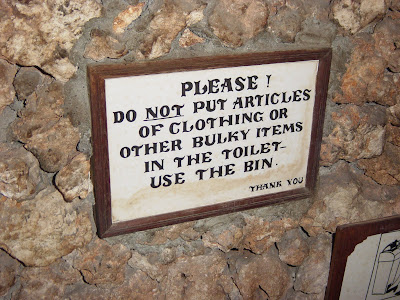 PLEASE!
DO NOT PUT ARTICLES
OF CLOTHING OR
OTHER BULKY ITEMS
IN THE TOILET-
USE THE BIN.
THANK YOU